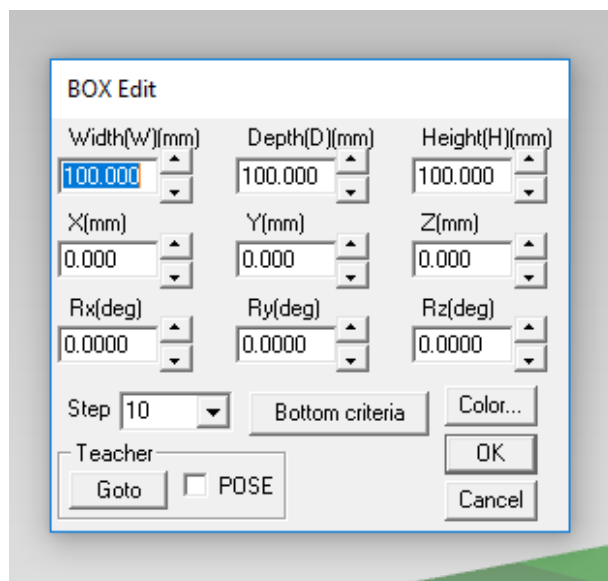 BOX Edit
Width(W)(mm) Depth(D)(mm) Height(H)(mm)
100.000 100.000 100.000
X(mm) Y(mm) Z(mm)
0.000 0.000 0.000
Rx(deg) Ry(deg) Rz(deg)
0.0000 0.0000 0.0000
Step 10 Bottom criteria Color...
Teacher OK
Goto POSE Cancel